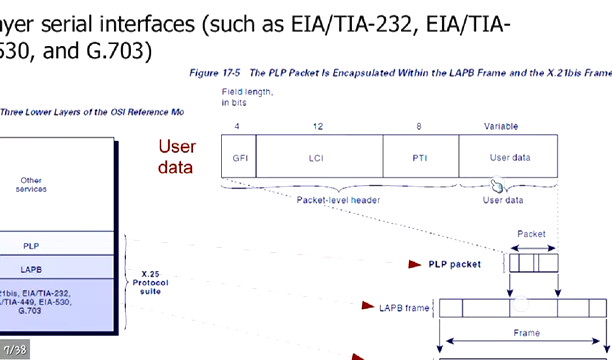 ayer serial interfaces (such as EIA/TIA-232, EIA/TIA-
530, and G.703)
Figure 17-5 The PLP Packet Is Encapsulated Within the LAPB Frame and the X.21bis Frame
Three Lower Layers of the OSI Reference Mo
Field length,
in bits
4 12 8 Variable
User
data
GFI LCI PTI User data
Packet-level header User data
Other
services
PLP
LAPB
21bis, EIA/TIA-232,
/TIA-449, EIA-530,
G.703
X.25
Protocol
suite
Packet
PLP packet
LAPB frame
Frame
7/38